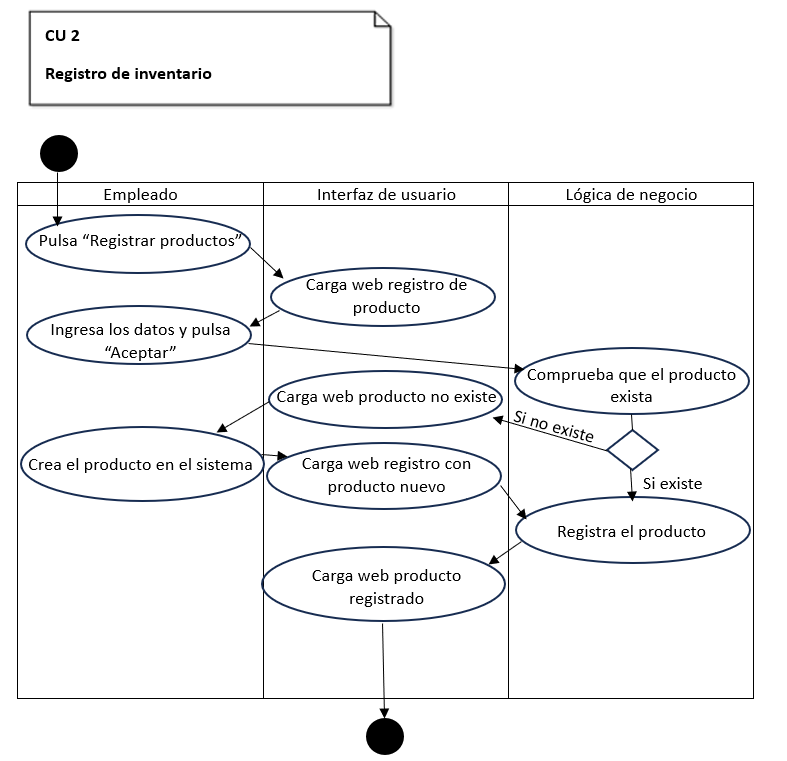 CU 2
Registro de inventario
Empleado
Interfaz de usuario
Lógica de negocio
Pulsa “Registrar productos”
Carga web registro de
producto
Ingresa los datos y pulsa
“Aceptar”
Comprueba que el producto
exista
Carga web producto no existe
Si no existe
Crea el producto en el sistema
Carga web registro con
producto nuevo
Si existe
Registra el producto
Carga web producto
registrado